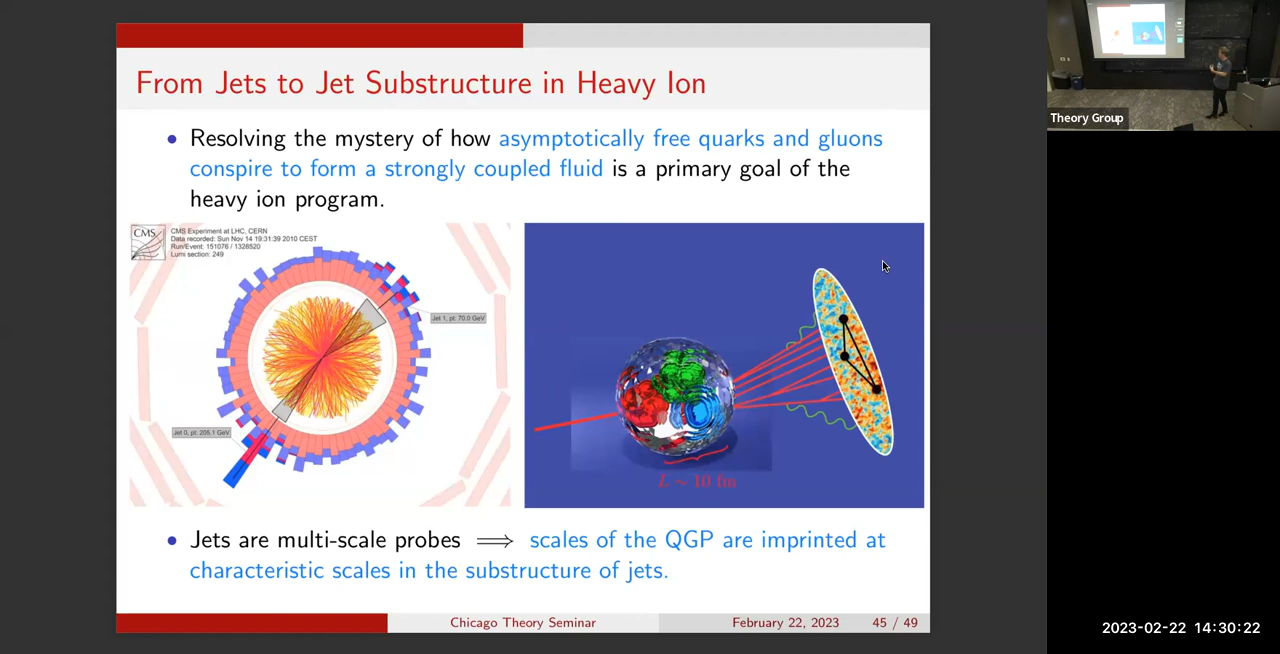 From Jets to Jet Substructure in Heavy Ion
• Resolving the mystery of how asymptotically free quarks and gluons
conspire to form a strongly coupled fluid is a primary goal of the
heavy ion program.
CMS
CMS Experiment at LHC, CERN
Data recorded: Sun Nov 14 19:31:39 2010 CEST
Run/Event: 151076 / 1328520
Lumi section: 249
Jet 1, pt: 70.0 GeV
Jet 0, pt: 205.1 GeV
L ~ 10 fm
• Jets are multi-scale probes ⟹ scales of the QGP are imprinted at
characteristic scales in the substructure of jets.
Chicago Theory Seminar
February 22, 2023
45 / 49
Theory Group
2023-02-22 14:30:22